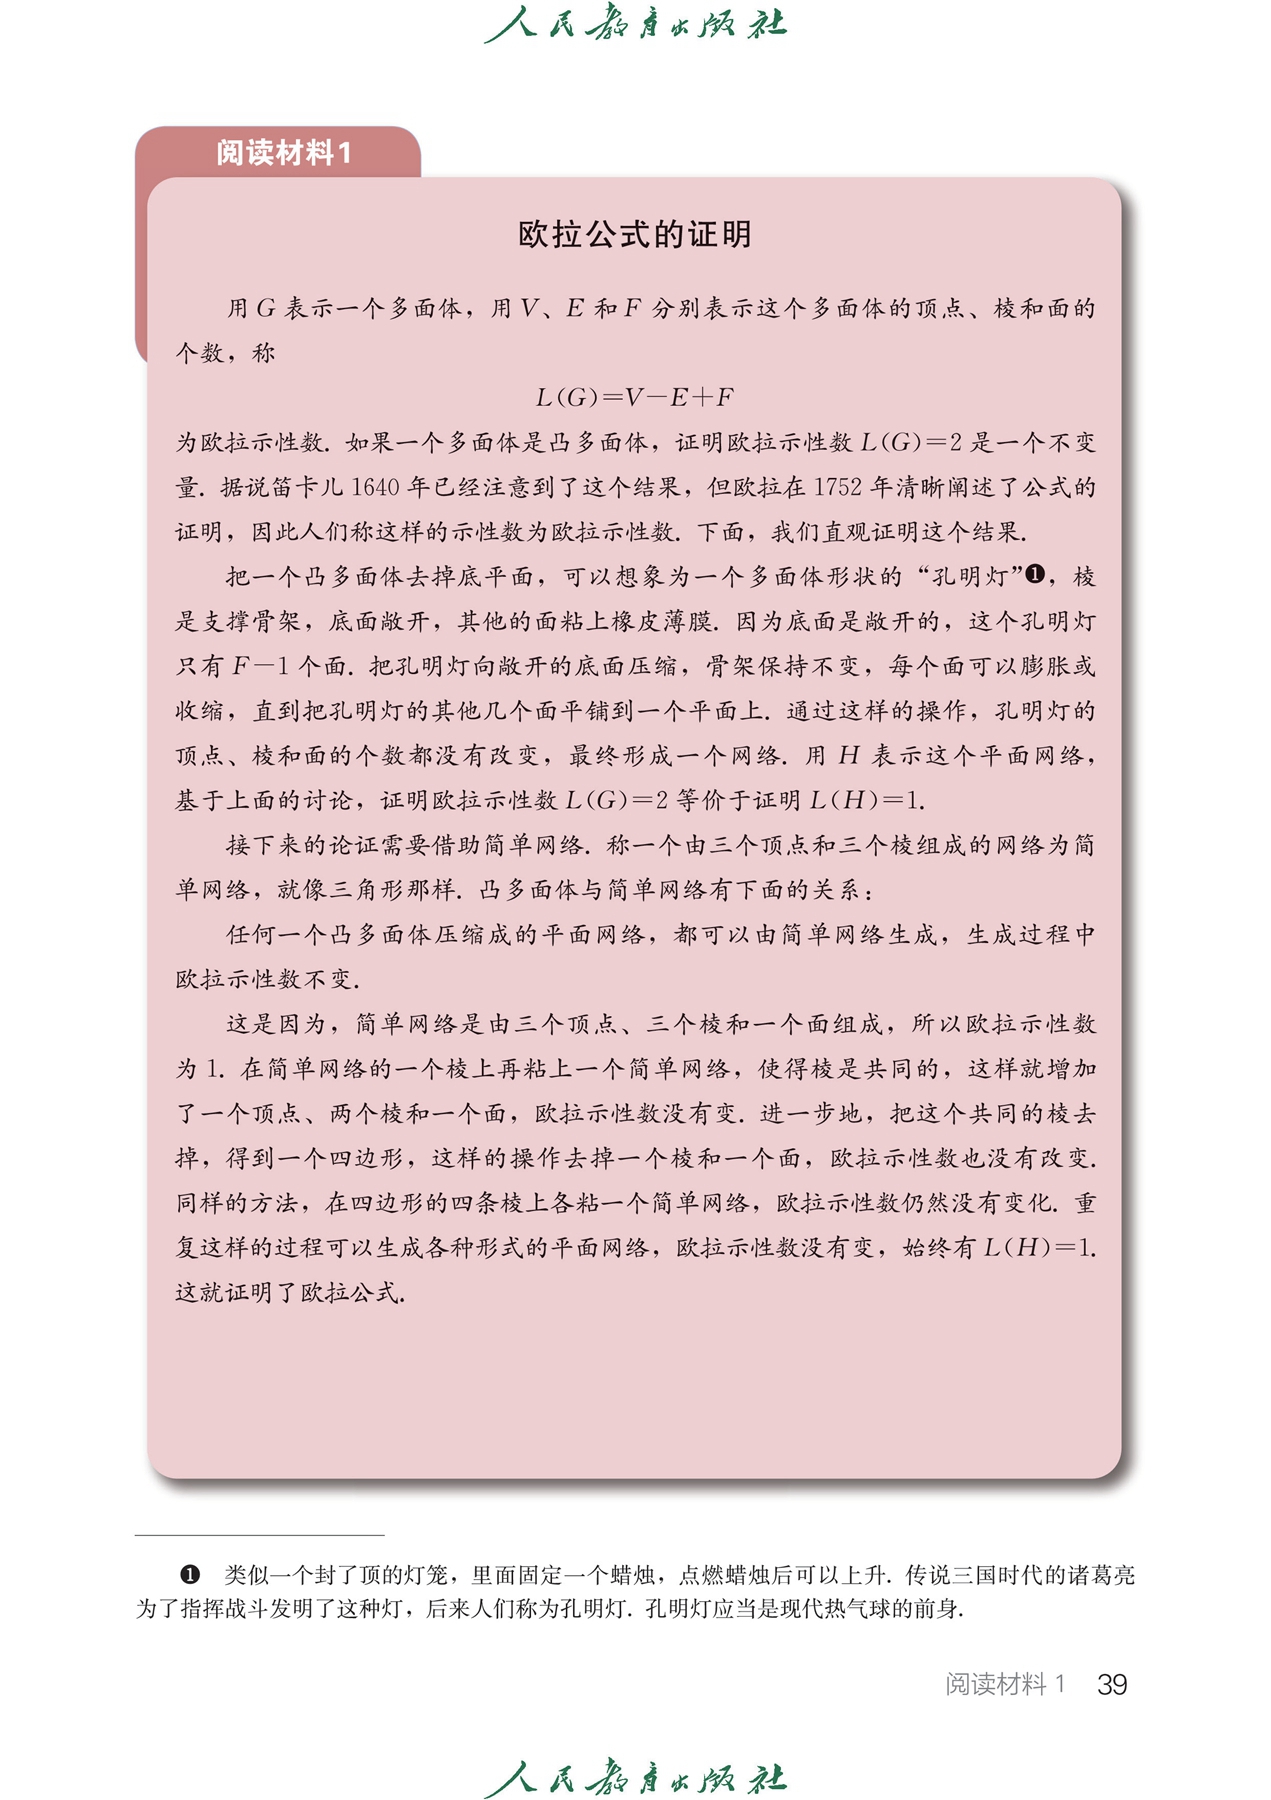 人民教育出版社
阅读材料1
欧拉公式的证明
用 G 表示一个多面体，用 V、E 和 F 分别表示这个多面体的顶点、棱和面的
个数，称
L(G)=V－E＋F
为欧拉示性数. 如果一个多面体是凸多面体，证明欧拉示性数 L(G)=2 是一个不变
量. 据说笛卡儿 1640 年已经注意到了这个结果，但欧拉在 1752 年清晰阐述了公式的
证明，因此人们称这样的示性数为欧拉示性数. 下面，我们直观证明这个结果.
把一个凸多面体去掉底平面，可以想象为一个多面体形状的“孔明灯”❶，棱
是支撑骨架，底面敞开，其他的面粘上橡皮薄膜. 因为底面是敞开的，这个孔明灯
只有 F－1 个面. 把孔明灯向敞开的底面压缩，骨架保持不变，每个面可以膨胀或
收缩，直到把孔明灯的其他几个面平铺到一个平面上. 通过这样的操作，孔明灯的
顶点、棱和面的个数都没有改变，最终形成一个网络. 用 H 表示这个平面网络，
基于上面的讨论，证明欧拉示性数 L(G)=2 等价于证明 L(H)=1.
接下来的论证需要借助简单网络. 称一个由三个顶点和三个棱组成的网络为简
单网络，就像三角形那样. 凸多面体与简单网络有下面的关系：
任何一个凸多面体压缩成的平面网络，都可以由简单网络生成，生成过程中
欧拉示性数不变.
这是因为，简单网络是由三个顶点、三个棱和一个面组成，所以欧拉示性数
为 1. 在简单网络的一个棱上再粘上一个简单网络，使得棱是共同的，这样就增加
了一个顶点、两个棱和一个面，欧拉示性数没有变. 进一步地，把这个共同的棱去
掉，得到一个四边形，这样的操作去掉一个棱和一个面，欧拉示性数也没有改变.
同样的方法，在四边形的四条棱上各粘一个简单网络，欧拉示性数仍然没有变化. 重
复这样的过程可以生成各种形式的平面网络，欧拉示性数没有变，始终有 L(H)=1.
这就证明了欧拉公式.
❶ 类似一个封了顶的灯笼，里面固定一个蜡烛，点燃蜡烛后可以上升. 传说三国时代的诸葛亮
为了指挥战斗发明了这种灯，后来人们称为孔明灯. 孔明灯应当是现代热气球的前身.
阅读材料 1 39
人民教育出版社